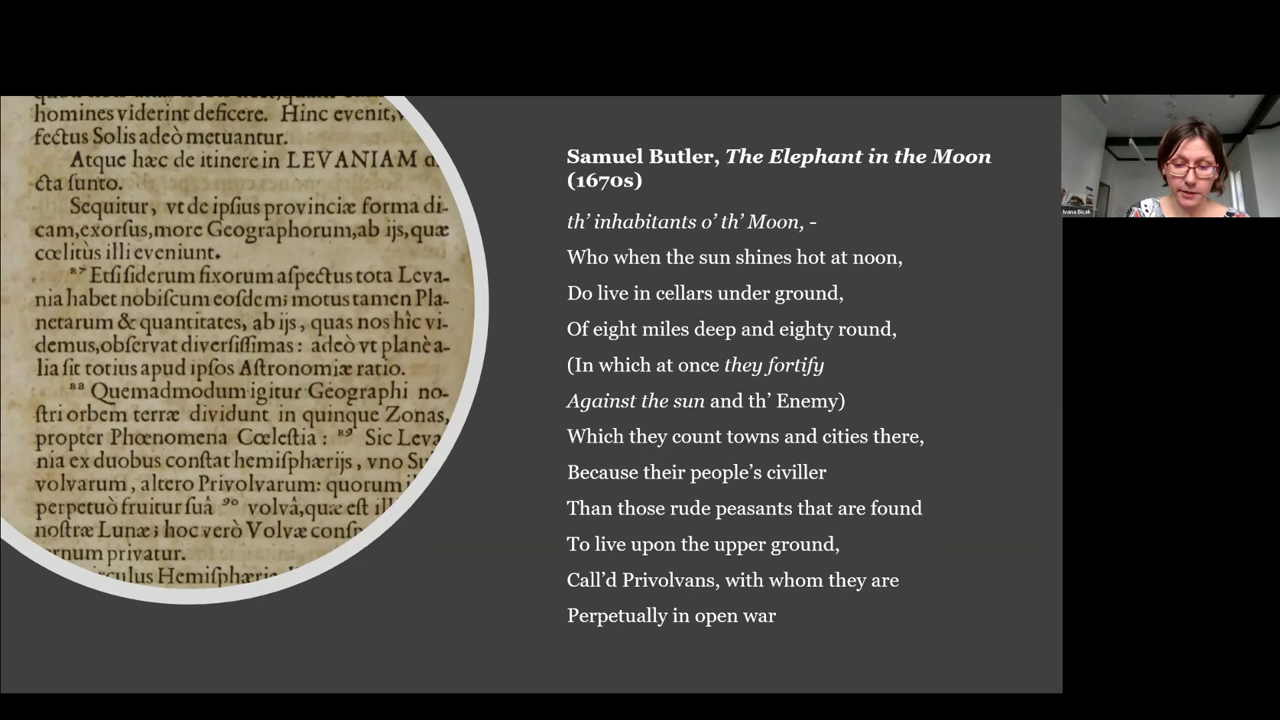 homines viderint deficere. Hinc evenit,
fectus Solis adeò metuantur.
Atque hæc de itinere in LEVANIAM
cta ſunto.
Sequitur, vt de ipſius provinciæ forma di-
cam,exorſus,more Geographorum,ab ijs,quæ
cœlitùs illi eveniunt.
87 Etſi ſiderum fixorum aſpectus tota Leva-
nia habet nobiſcum eoſdem; motus tamen Pla-
netarum & quantitates, ab ijs, quas nos hîc vi-
demus,obſervat diverſiſſimas: adeò vt planè a-
lia ſit totius apud ipſos Aſtronomiæ ratio.
88 Quemadmodum igitur Geographi no-
ſtri orbem terræ dividunt in quinque Zonas,
propter Phœnomena Cœleſtia: 89 Sic Leva
nia ex duobus conſtat hemiſphærijs, vno Su
volvarum, altero Privolvarum: quorum
perpetuò fruitur ſuâ 90 volvâ,quæ eſt
noſtræ Lunæ; hoc verò Volvæ conſp
ernum privatur.
Hemiſphæria
Samuel Butler, The Elephant in the Moon
(1670s)
th’ inhabitants o’ th’ Moon, -
Who when the sun shines hot at noon,
Do live in cellars under ground,
Of eight miles deep and eighty round,
(In which at once they fortify
Against the sun and th’ Enemy)
Which they count towns and cities there,
Because their people’s civiller
Than those rude peasants that are found
To live upon the upper ground,
Call’d Privolvans, with whom they are
Perpetually in open war
Ivana Bicak